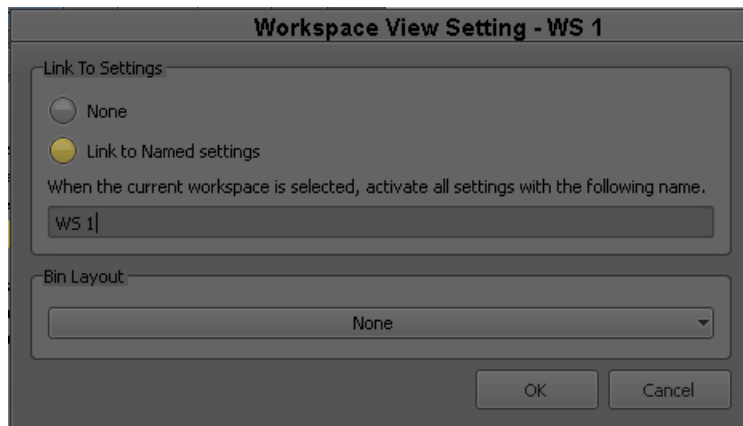 Workspace View Setting - WS 1
Link To Settings
None
Link to Named settings
When the current workspace is selected, activate all settings with the following name.
WS 1
Bin Layout
None
OK Cancel